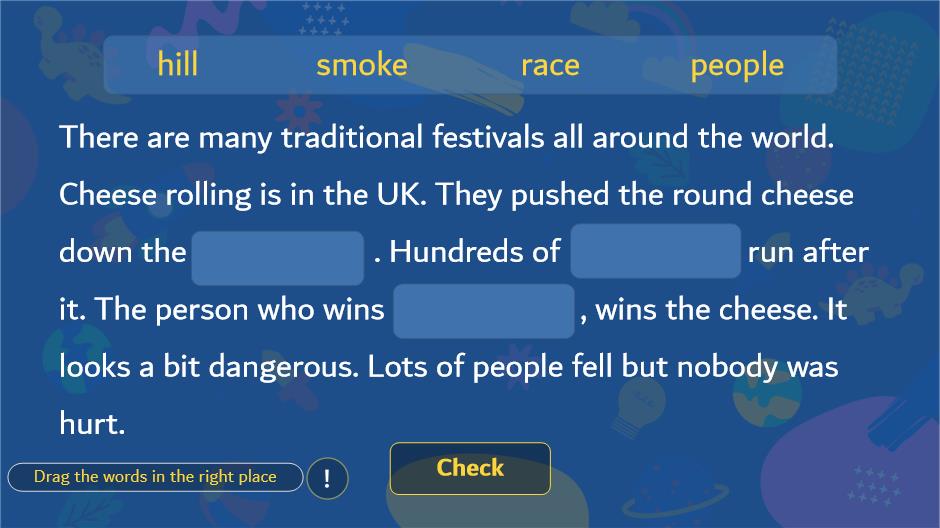 hill smoke race people
There are many traditional festivals all around the world.
Cheese rolling is in the UK. They pushed the round cheese
down the . Hundreds of run after
it. The person who wins , wins the cheese. It
looks a bit dangerous. Lots of people fell but nobody was
hurt.
Drag the words in the right place !
Check